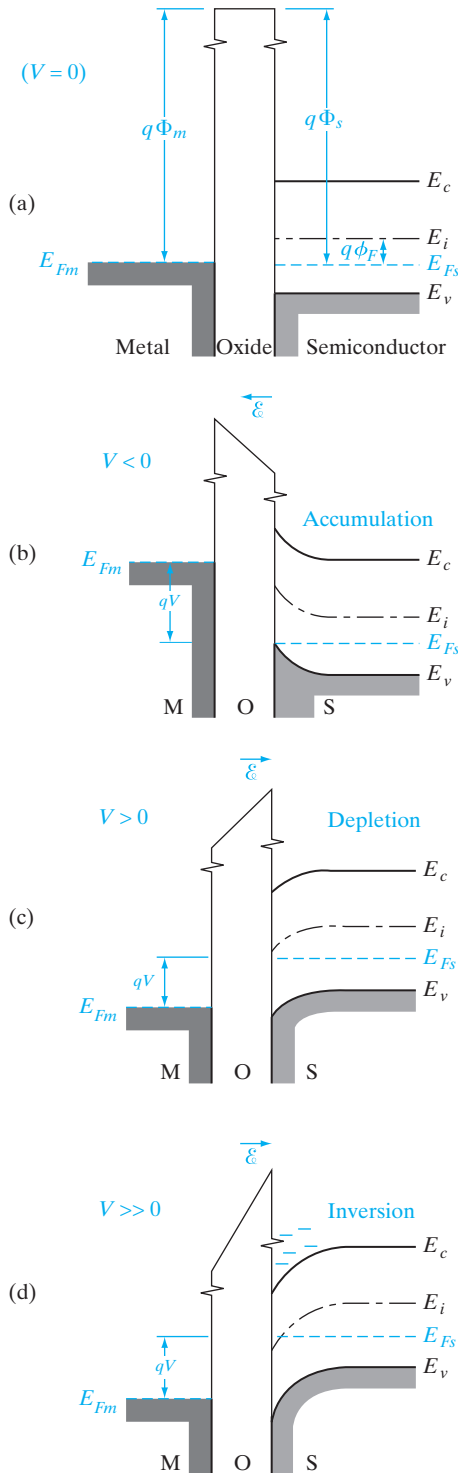 (V = 0)
qΦm
qΦs
Ec
(a)
Ei
qϕF
EFm
EFs
Ev
Metal
Oxide
Semiconductor
ℰ
V < 0
Accumulation
(b)
EFm
Ec
qV
Ei
EFs
Ev
M
O
S
ℰ
V > 0
Depletion
Ec
(c)
Ei
EFs
qV
Ev
EFm
M
O
S
ℰ
V >> 0
Inversion
Ec
(d)
Ei
EFs
qV
Ev
EFm
M
O
S